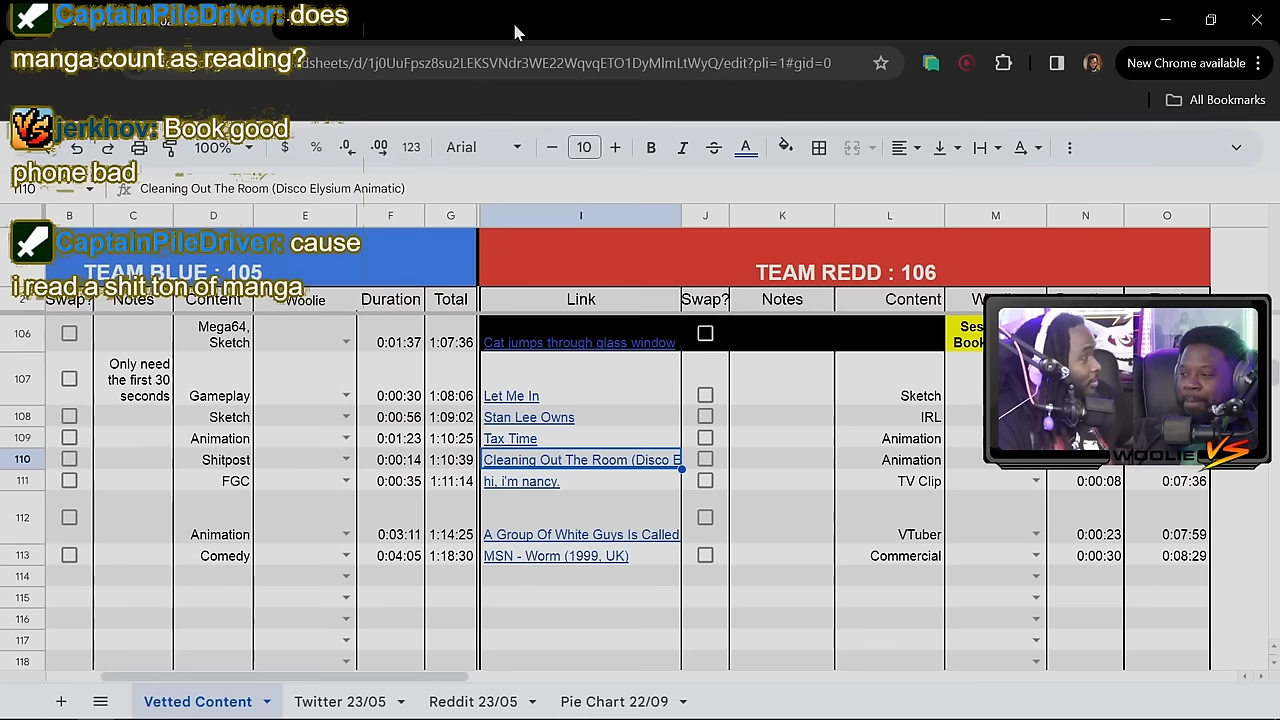 CaptainPileDriver: does
manga count as reading?
dsheets/d/1j0UuFpsz8su2LEKSVNdr3WE22WqvqETO1DyMlmLtWyQ/edit?pli=1#gid=0
New Chrome available
All Bookmarks
jerkhov: Book good
phone bad
100% $ % .0 .00 123 Arial 10 B I S A
110 Cleaning Out The Room (Disco Elysium Animatic)
B C D E F G I J K L M N O
CaptainPileDriver: cause
i read a shit ton of manga
TEAM BLUE : 105 TEAM REDD : 106
2 Swap? Notes Content Woolie Duration Total Link Swap? Notes Content
106 Mega64, Sketch 0:01:37 1:07:36 Cat jumps through glass window
107 Only need the first 30 seconds Gameplay 0:00:30 1:08:06 Let Me In Sketch
108 Sketch 0:00:56 1:09:02 Stan Lee Owns IRL
109 Animation 0:01:23 1:10:25 Tax Time Animation
110 Shitpost 0:00:14 1:10:39 Cleaning Out The Room (Disco E Animation
111 FGC 0:00:35 1:11:14 hi, i'm nancy. TV Clip 0:00:08 0:07:36
112 Animation 0:03:11 1:14:25 A Group Of White Guys Is Called VTuber 0:00:23 0:07:59
113 Comedy 0:04:05 1:18:30 MSN - Worm (1999, UK) Commercial 0:00:30 0:08:29
114
115
116
117
118
WOOLIE VS
+ Vetted Content Twitter 23/05 Reddit 23/05 Pie Chart 22/09